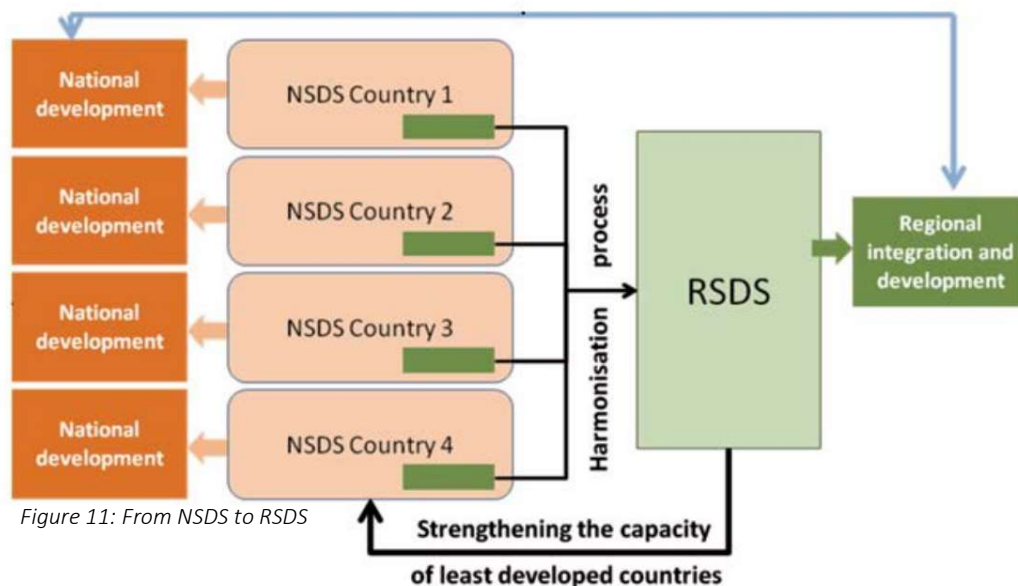 National
development
NSDS Country 1
National
development
NSDS Country 2
National
development
NSDS Country 3
National
development
NSDS Country 4
Harmonisation process
RSDS
Regional
integration and
development
Figure 11: From NSDS to RSDS
Strengthening the capacity
of least developed countries